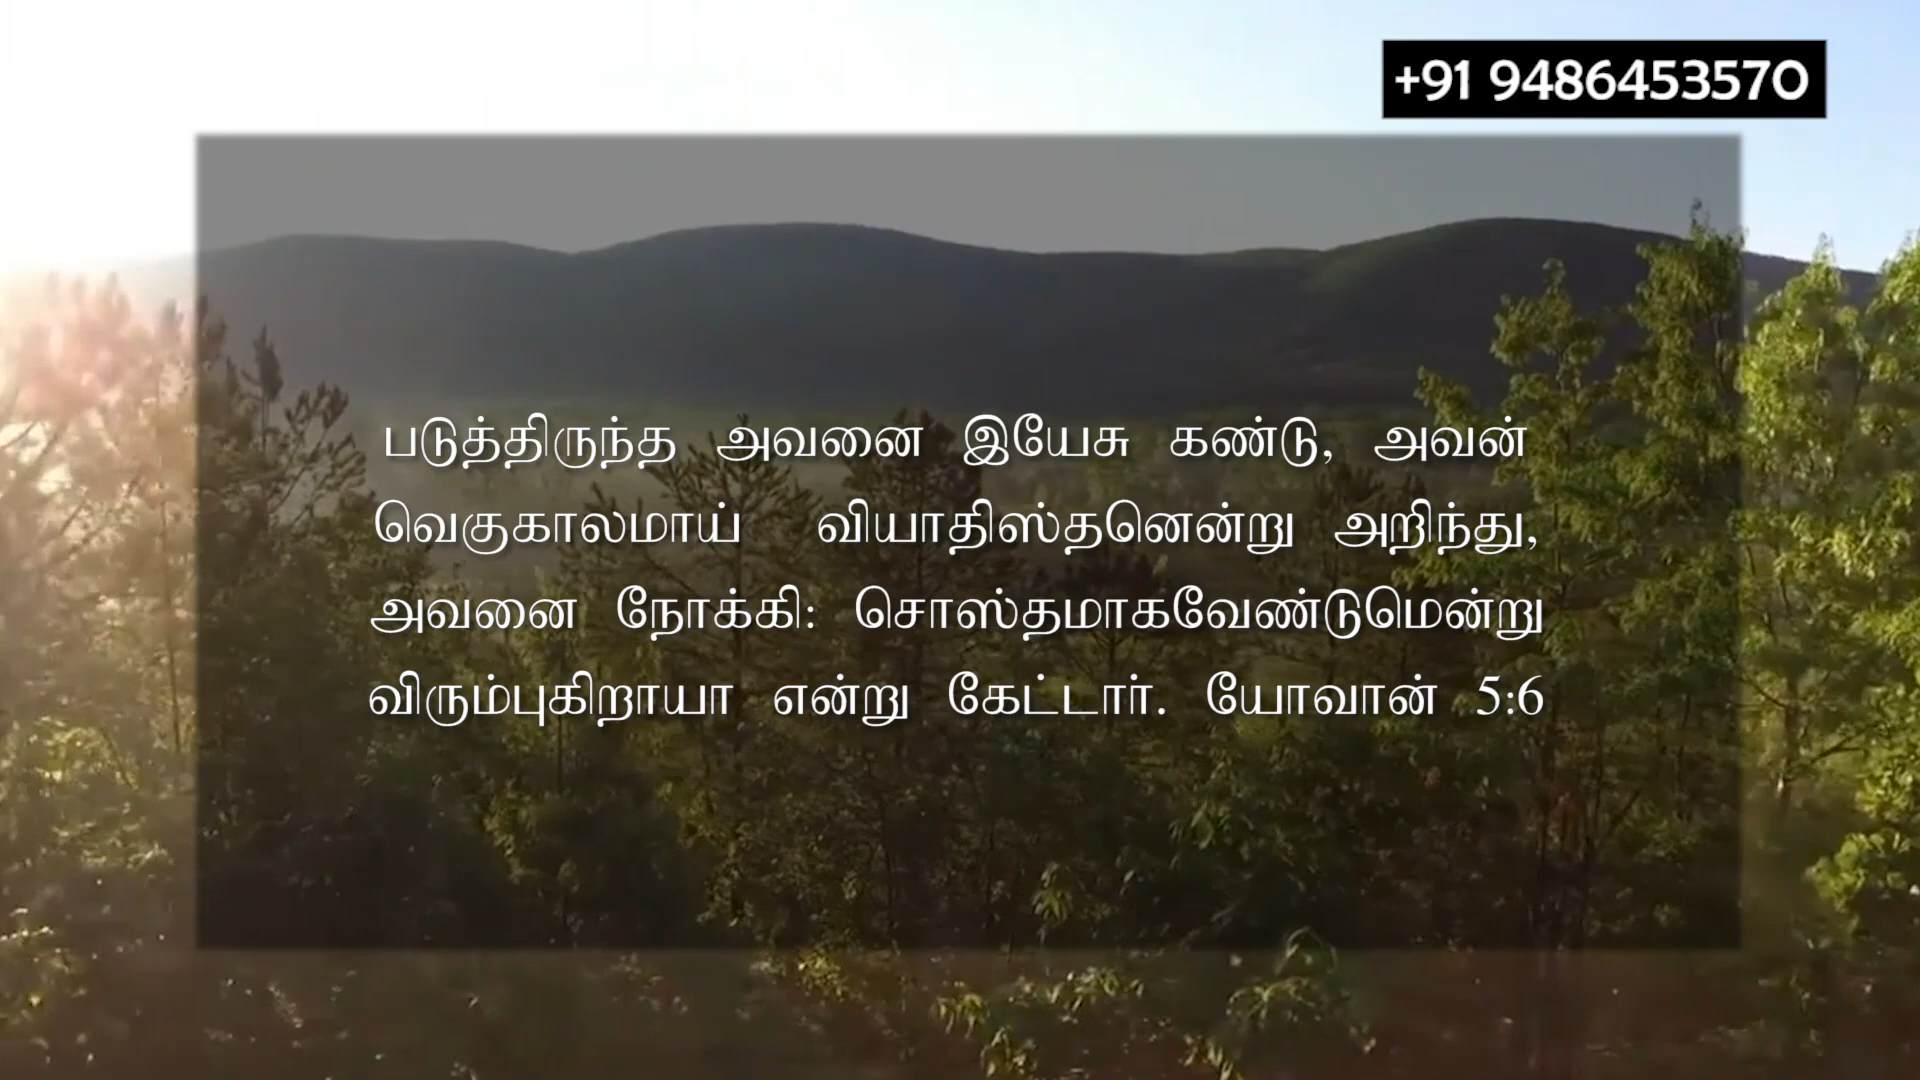 +91 9486453570
படுத்திருந்த அவனை இயேசு கண்டு, அவன்
வெகுகாலமாய் வியாதிஸ்தனென்று அறிந்து,
அவனை நோக்கி: சொஸ்தமாகவேண்டுமென்று
விரும்புகிறாயா என்று கேட்டார். யோவான் 5:6